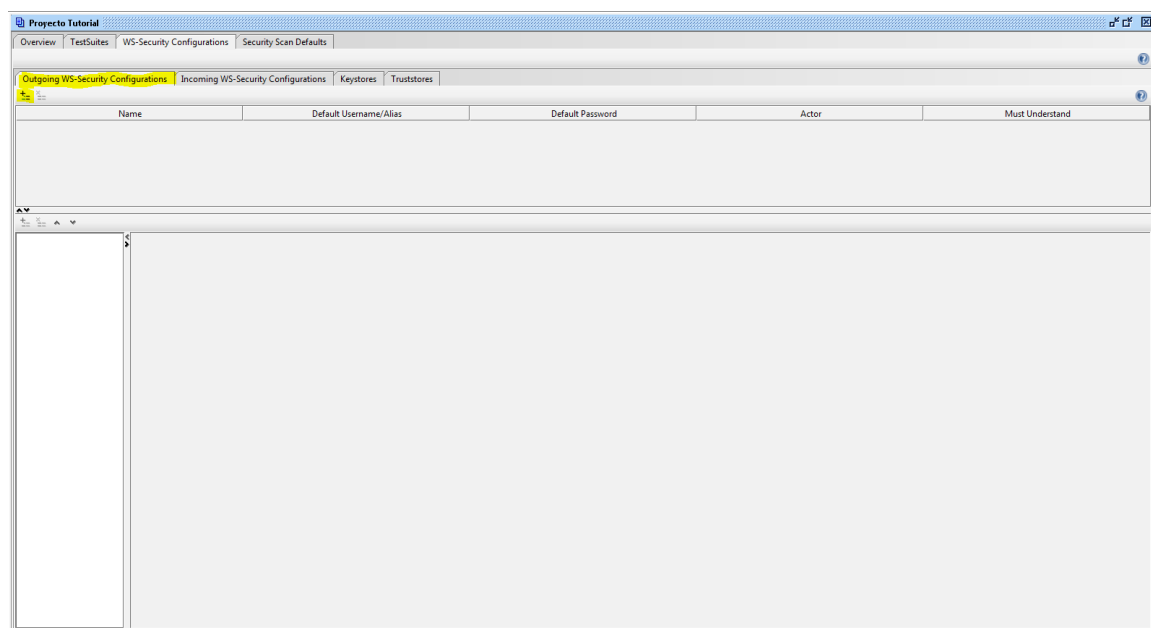 Proyecto Tutorial
Overview TestSuites WS-Security Configurations Security Scan Defaults
Outgoing WS-Security Configurations Incoming WS-Security Configurations Keystores Truststores
Name Default Username/Alias Default Password Actor Must Understand